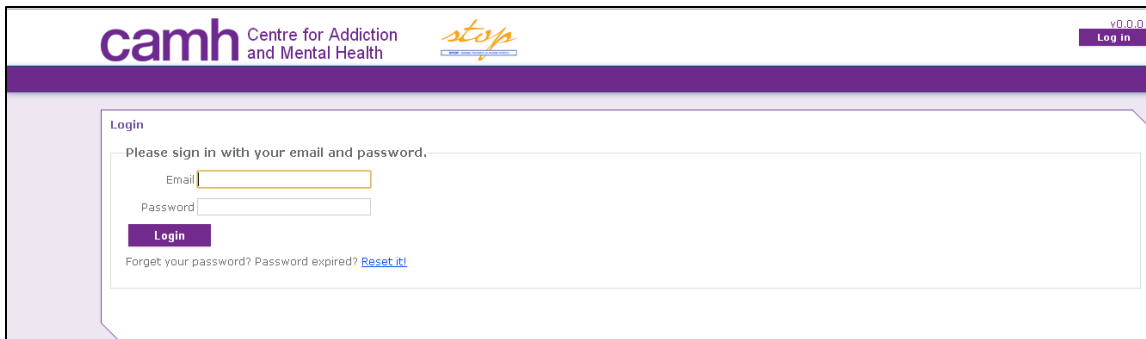 camh Centre for Addiction
and Mental Health
stop
v0.0.0
Log in
Login
Please sign in with your email and password.
Email
Password
Login
Forget your password? Password expired? Reset it!